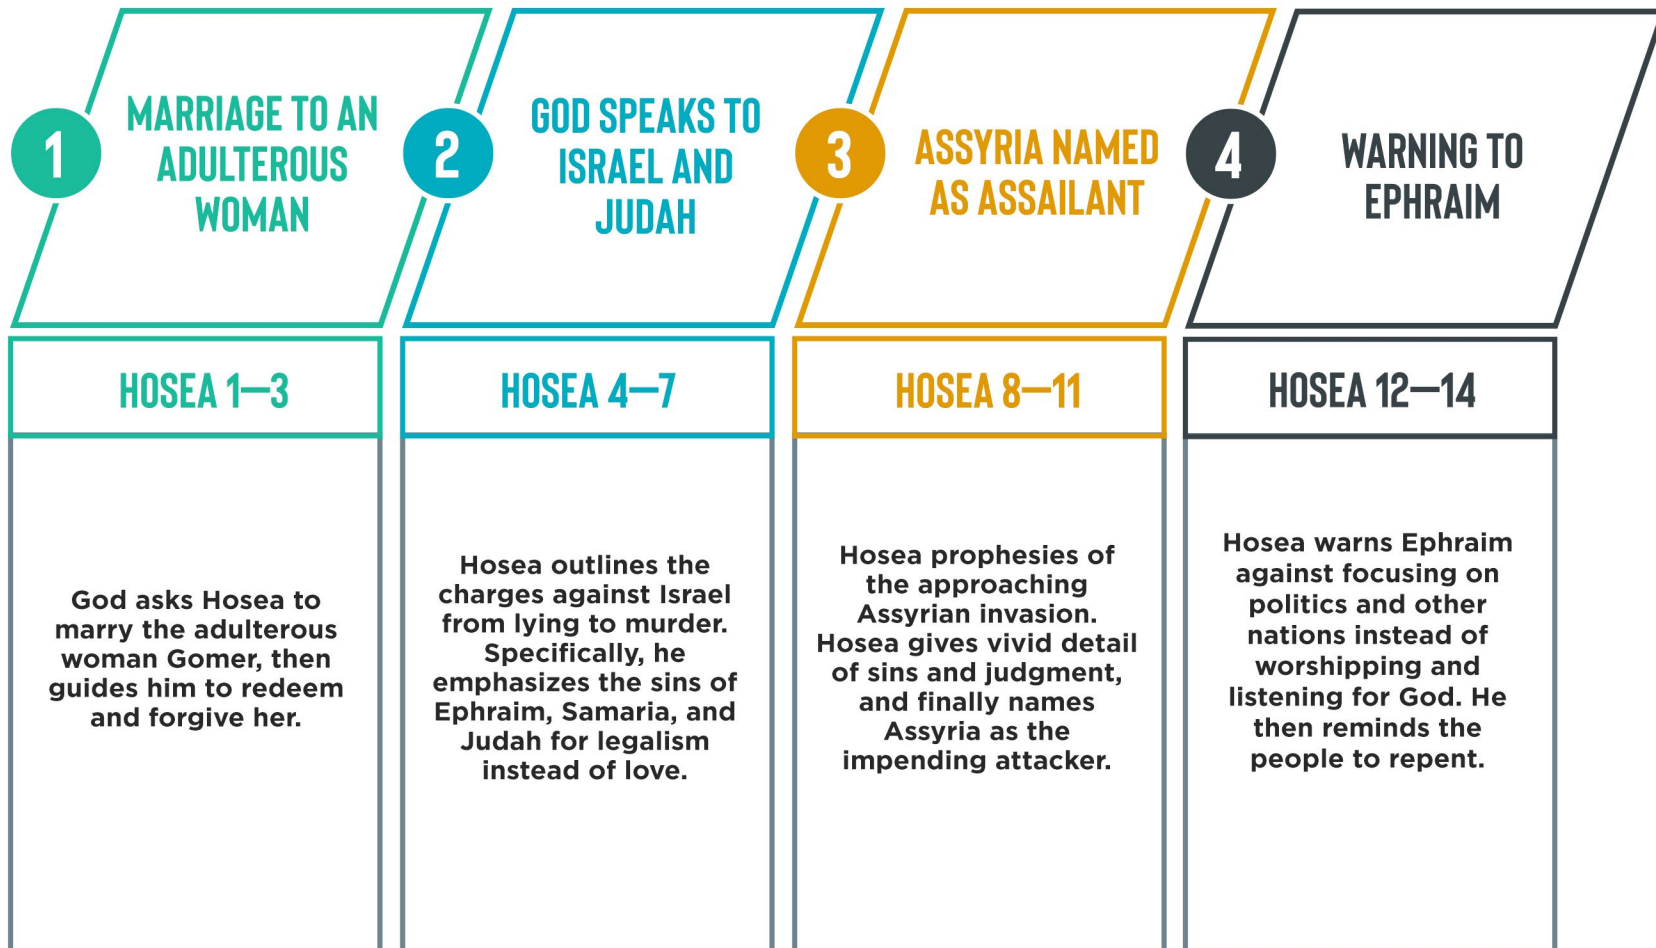 1
MARRIAGE TO AN
ADULTEROUS
WOMAN
2
GOD SPEAKS TO
ISRAEL AND
JUDAH
3
ASSYRIA NAMED
AS ASSAILANT
4
WARNING TO
EPHRAIM
HOSEA 1—3
HOSEA 4—7
HOSEA 8—11
HOSEA 12—14
God asks Hosea to
marry the adulterous
woman Gomer, then
guides him to redeem
and forgive her.
Hosea outlines the
charges against Israel
from lying to murder.
Specifically, he
emphasizes the sins of
Ephraim, Samaria, and
Judah for legalism
instead of love.
Hosea prophesies of
the approaching
Assyrian invasion.
Hosea gives vivid detail
of sins and judgment,
and finally names
Assyria as the
impending attacker.
Hosea warns Ephraim
against focusing on
politics and other
nations instead of
worshipping and
listening for God. He
then reminds the
people to repent.